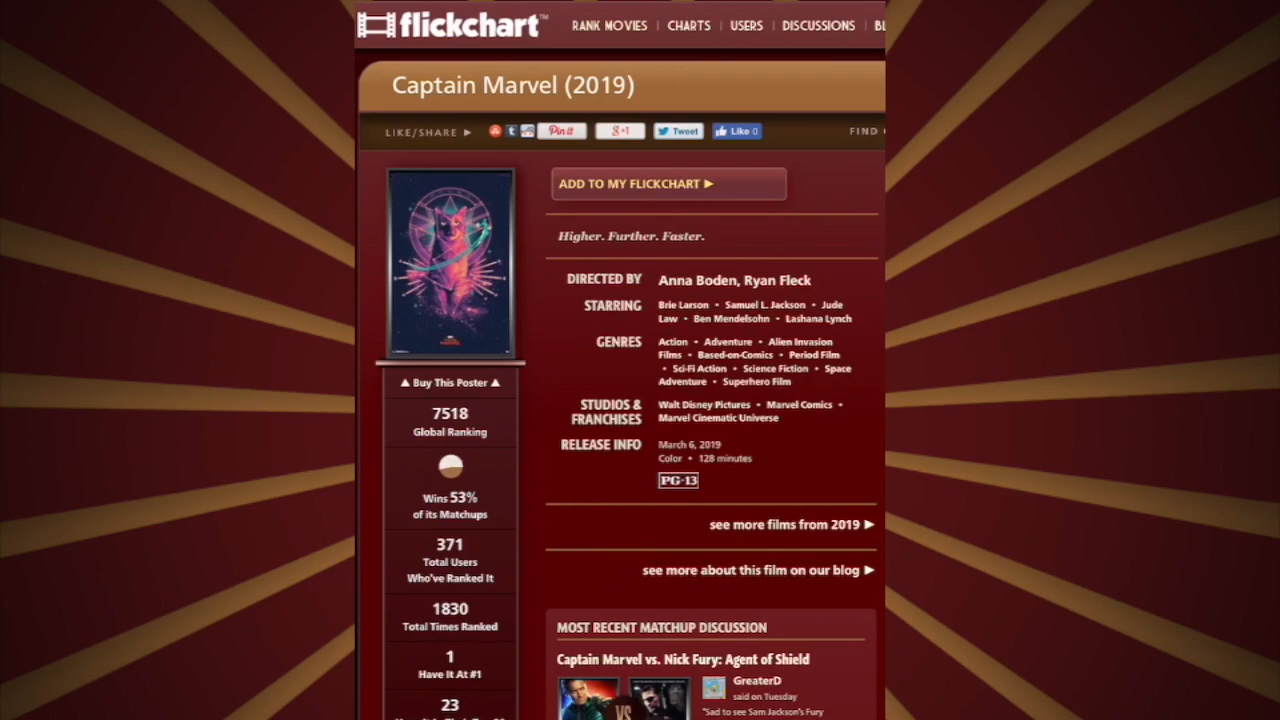 flickchart™
RANK MOVIES | CHARTS | USERS | DISCUSSIONS | BL
Captain Marvel (2019)
LIKE/SHARE ▶ Pin it g+1 Tweet Like 0 FIND
ADD TO MY FLICKCHART ▶
Higher. Further. Faster.
DIRECTED BY Anna Boden, Ryan Fleck
STARRING Brie Larson • Samuel L. Jackson • Jude
Law • Ben Mendelsohn • Lashana Lynch
GENRES Action • Adventure • Alien Invasion
Films • Based-on-Comics • Period Film
• Sci-Fi Action • Science Fiction • Space
Adventure • Superhero Film
STUDIOS & Walt Disney Pictures • Marvel Comics •
FRANCHISES Marvel Cinematic Universe
RELEASE INFO March 6, 2019
Color • 128 minutes
PG-13
▲ Buy This Poster ▲
7518
Global Ranking
Wins 53%
of its Matchups
371
Total Users
Who've Ranked It
1830
Total Times Ranked
1
Have It At #1
23
see more films from 2019 ▶
see more about this film on our blog ▶
MOST RECENT MATCHUP DISCUSSION
Captain Marvel vs. Nick Fury: Agent of Shield
VS
GreaterD
said on Tuesday
"Sad to see Sam Jackson's Fury